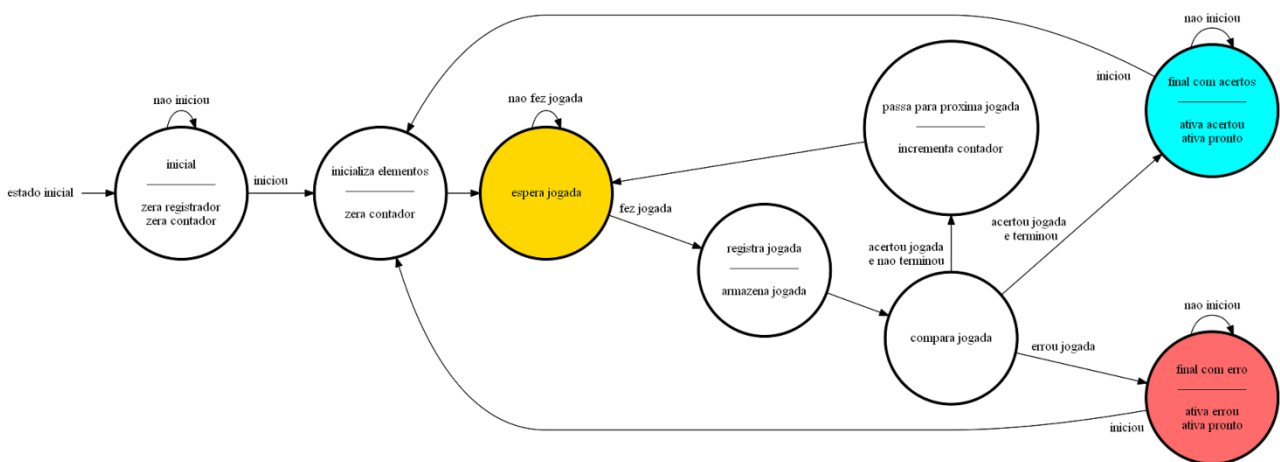 estado inicial
nao iniciou
inicial
zera registrador
zera contador
iniciou
inicializa elementos
zera contador
nao fez jogada
espera jogada
fez jogada
registra jogada
armazena jogada
passa para proxima jogada
incrementa contador
acertou jogada
e nao terminou
compara jogada
acertou jogada
e terminou
errou jogada
nao iniciou
iniciou
final com acertos
ativa acertou
ativa pronto
nao iniciou
final com erro
ativa errou
ativa pronto
iniciou